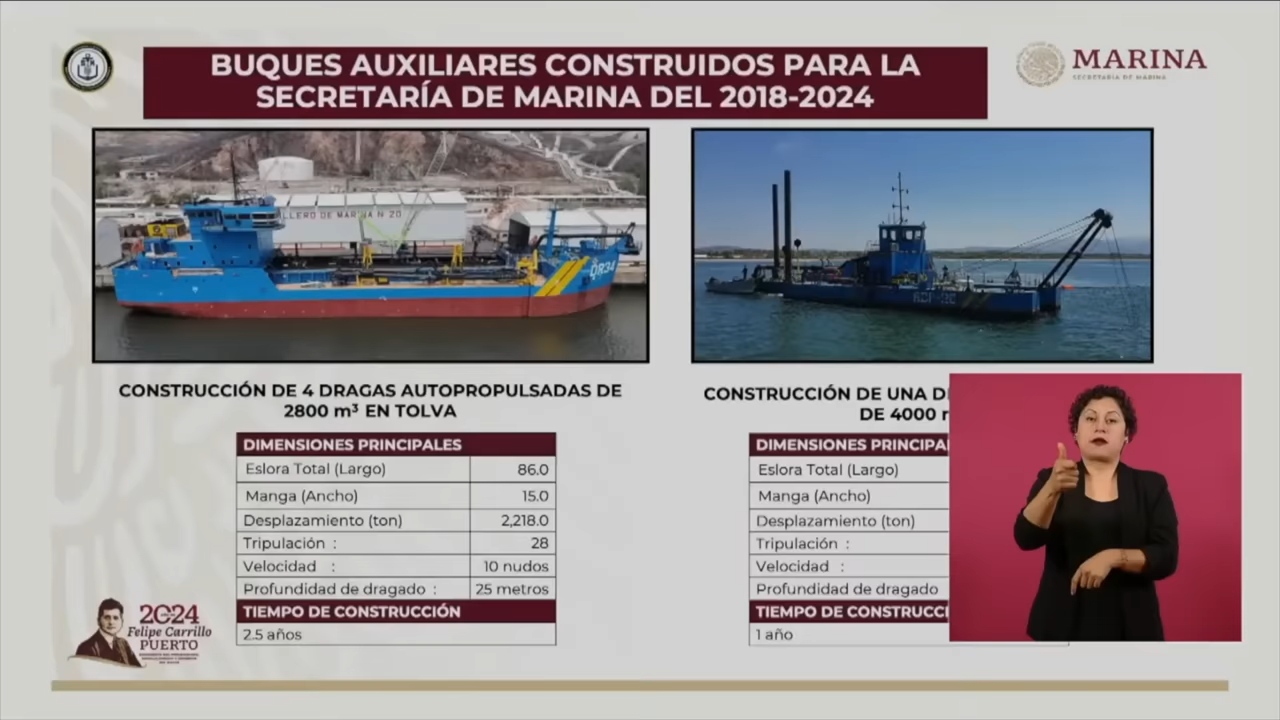 BUQUES AUXILIARES CONSTRUIDOS PARA LA
SECRETARÍA DE MARINA DEL 2018-2024
MARINA
SECRETARÍA DE MARINA
LLERO DE MARINA N 20
DR34
CONSTRUCCIÓN DE 4 DRAGAS AUTOPROPULSADAS DE
2800 m³ EN TOLVA
DIMENSIONES PRINCIPALES
Eslora Total (Largo) 86.0
Manga (Ancho) 15.0
Desplazamiento (ton) 2,218.0
Tripulación : 28
Velocidad : 10 nudos
Profundidad de dragado : 25 metros
TIEMPO DE CONSTRUCCIÓN
2.5 años
CONSTRUCCIÓN DE UNA
DE 4000
DIMENSIONES PRINCIPA
Eslora Total (Largo)
Manga (Ancho)
Desplazamiento (ton)
Tripulación :
Velocidad :
Profundidad de dragado
TIEMPO DE CONSTRUCCI
1 año
2024
Felipe Carrillo
PUERTO